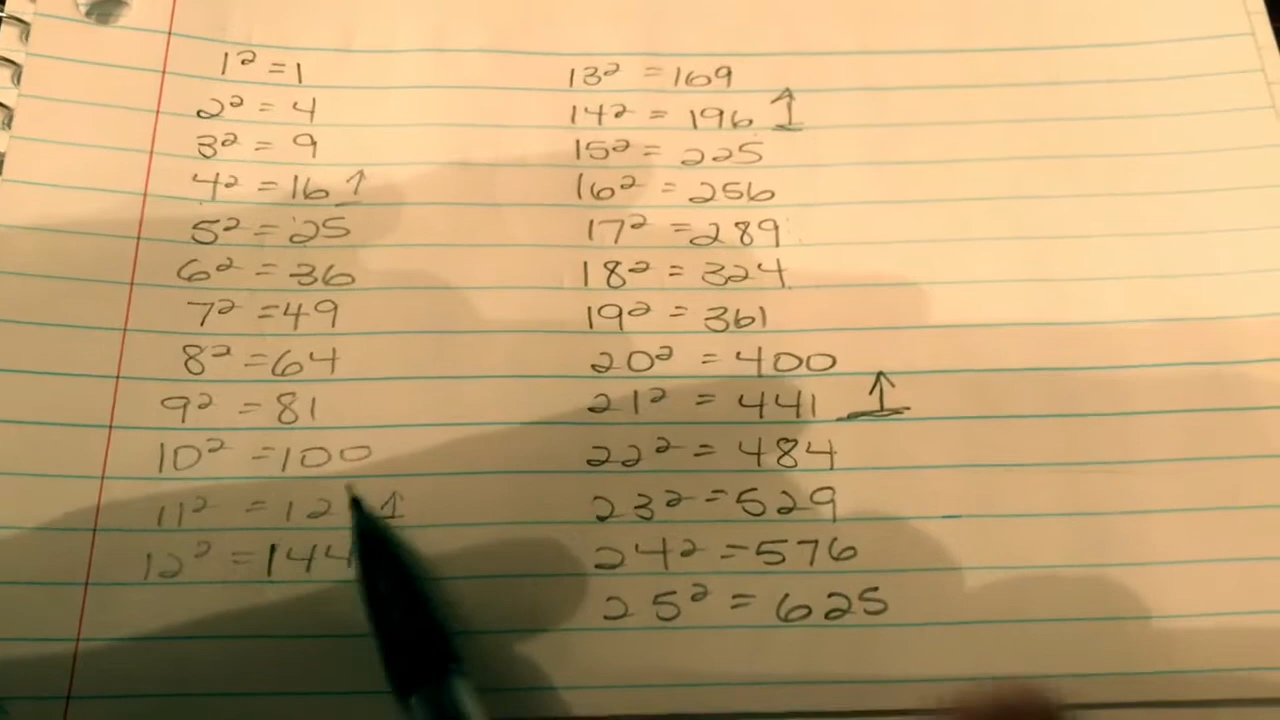 1² = 1
2² = 4
3² = 9
4² = 16 ↑
5² = 25
6² = 36
7² = 49
8² = 64
9² = 81
10² = 100
11² = 12 ↑
12² = 144
13² = 169
14² = 196 ↑
15² = 225
16² = 256
17² = 289
18² = 324
19² = 361
20² = 400
21² = 441 ↑
22² = 484
23² = 529
24² = 576
25² = 625